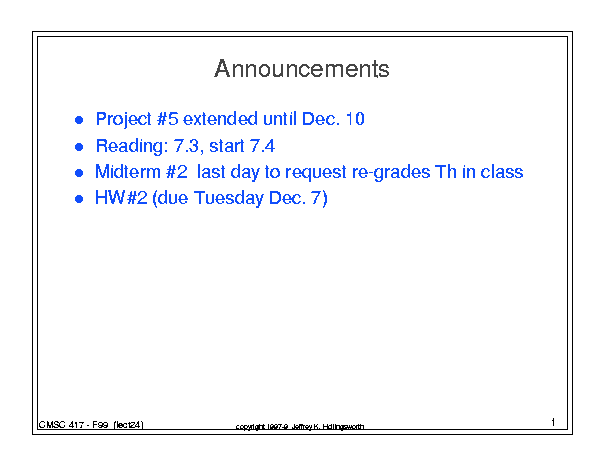 Announcements
Project #5 extended until Dec. 10
Reading: 7.3, start 7.4
Midterm #2 last day to request re-grades Th in class
HW#2 (due Tuesday Dec. 7)
CMSC 417 - F99 (lect24)
copyright 1997-9 Jeffrey K. Hollingsworth
1